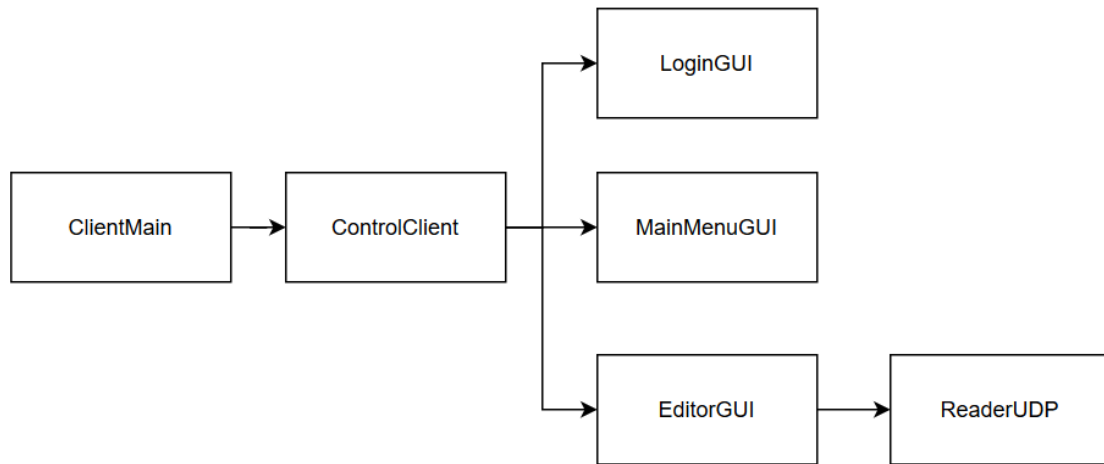 LoginGUI
ClientMain
ControlClient
MainMenuGUI
EditorGUI
ReaderUDP